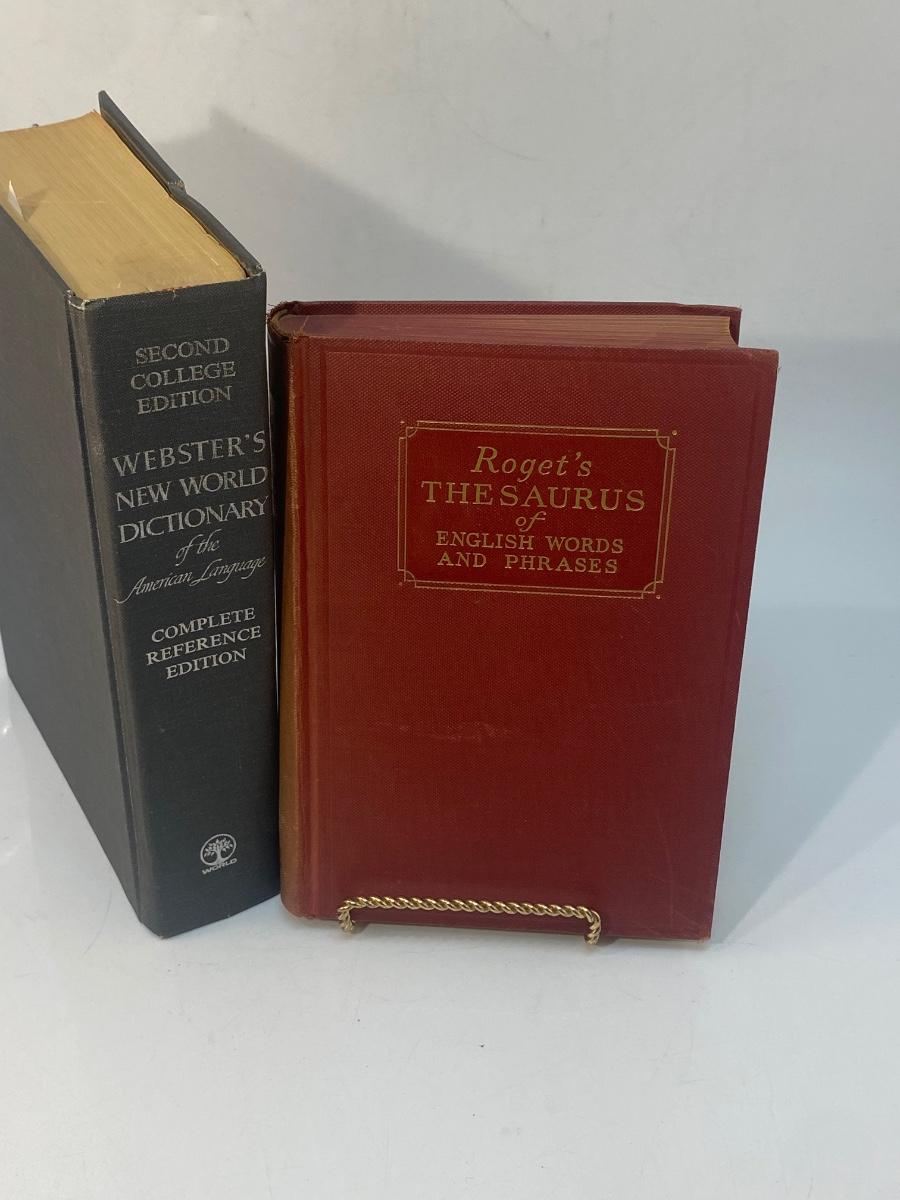 SECOND
COLLEGE
EDITION
WEBSTER'S
NEW WORLD
DICTIONARY
of the
American Language
COMPLETE
REFERENCE
EDITION
WORLD
Roget's
THESAURUS
of
ENGLISH WORDS
AND PHRASES